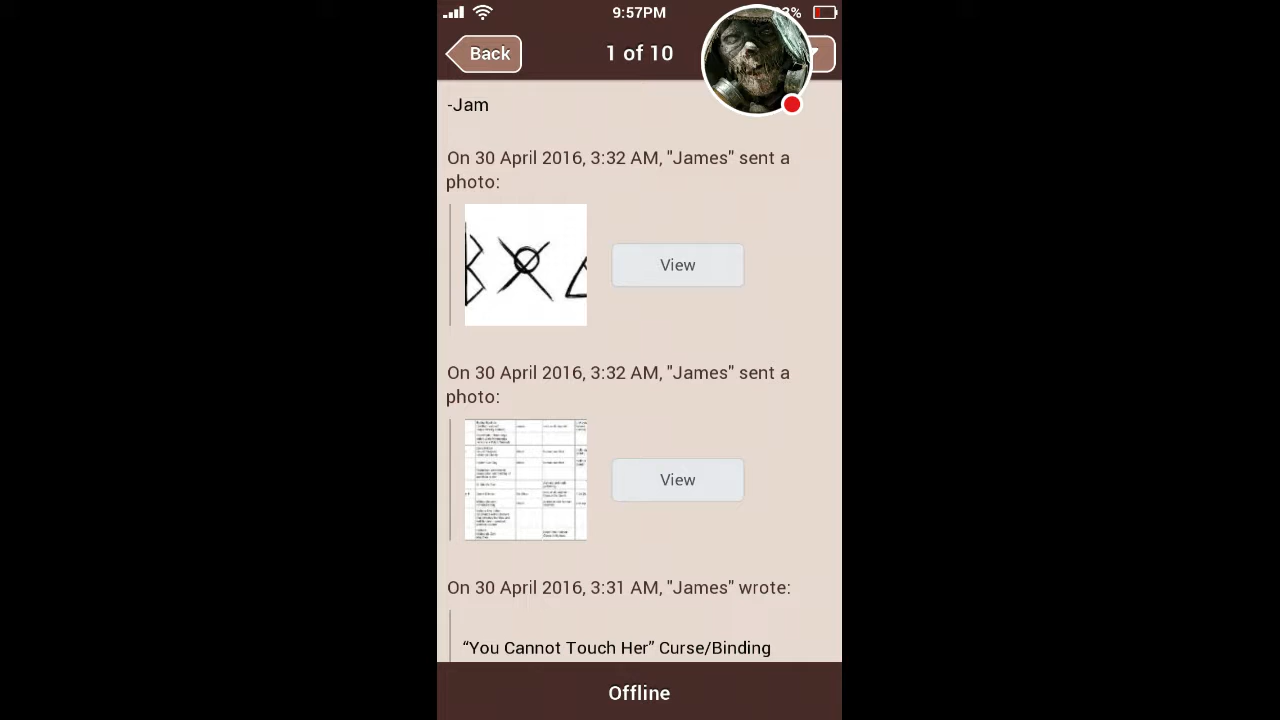 9:57PM
3%
Back
1 of 10
-Jam
On 30 April 2016, 3:32 AM, "James" sent a
photo:
View
On 30 April 2016, 3:32 AM, "James" sent a
photo:
View
On 30 April 2016, 3:31 AM, "James" wrote:
“You Cannot Touch Her” Curse/Binding
Offline